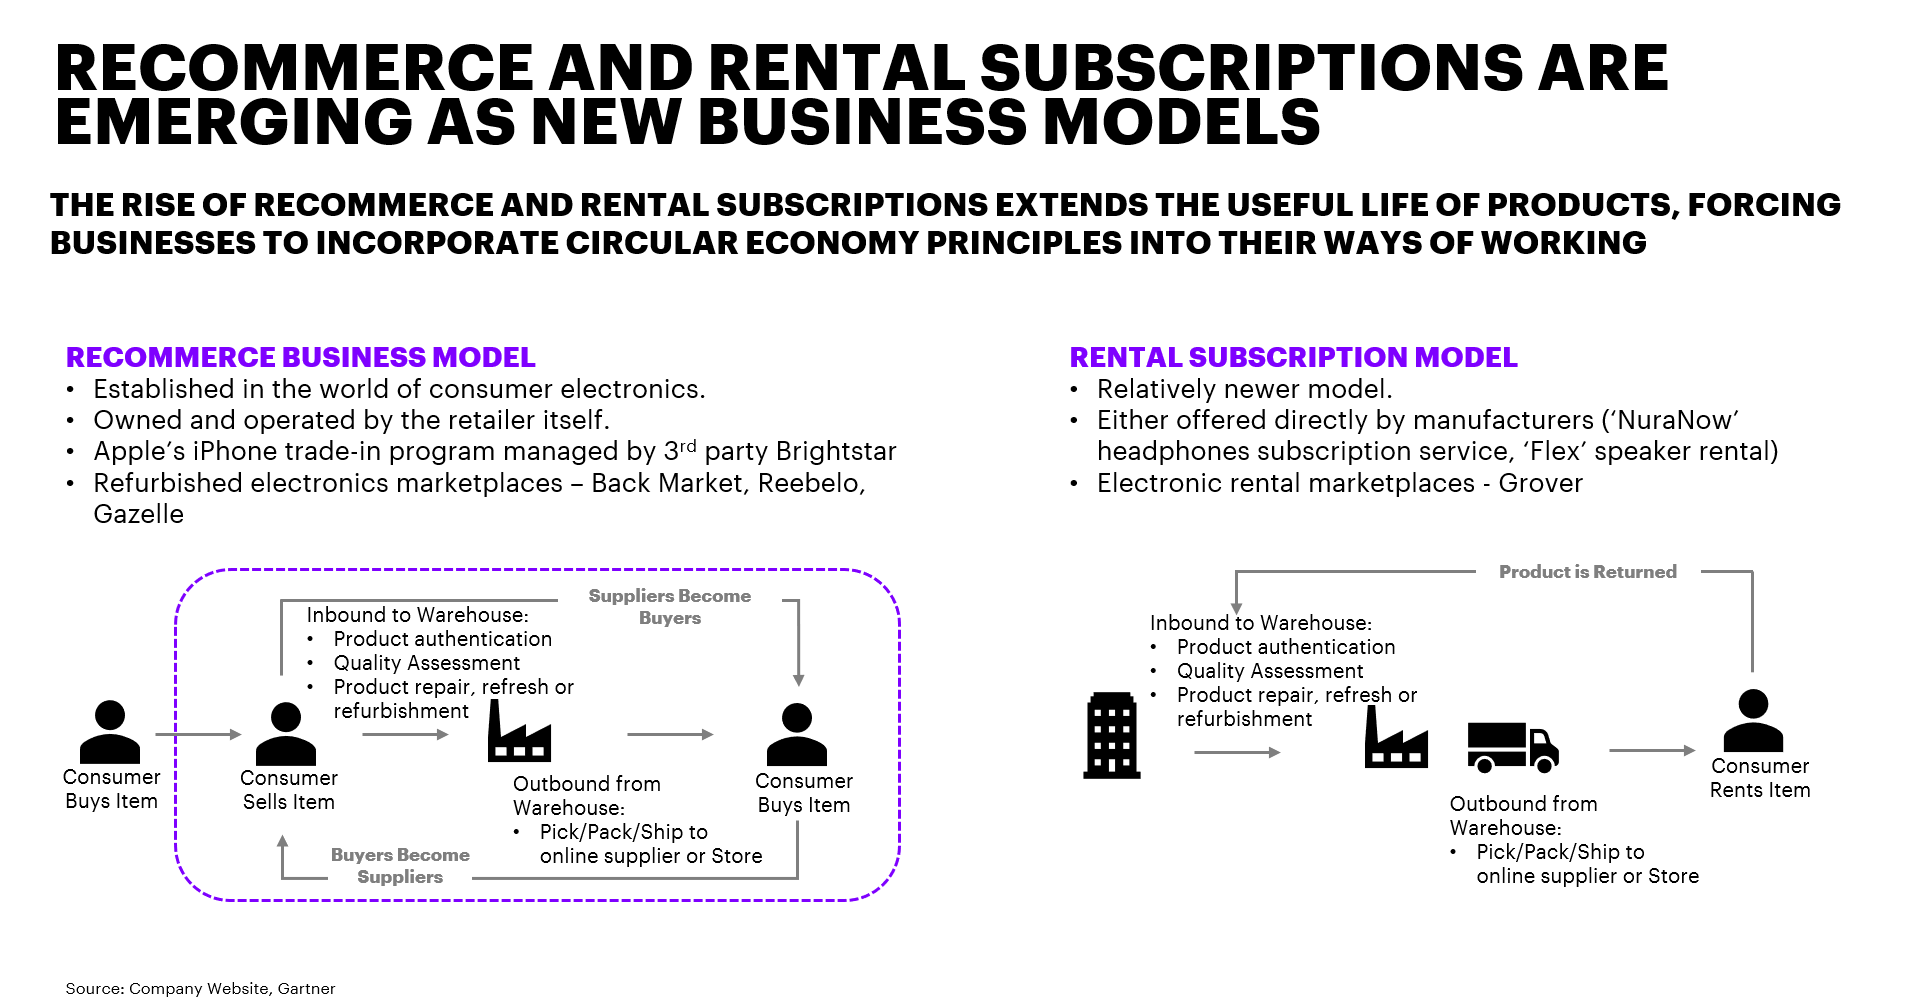 RECOMMERCE AND RENTAL SUBSCRIPTIONS ARE
EMERGING AS NEW BUSINESS MODELS
THE RISE OF RECOMMERCE AND RENTAL SUBSCRIPTIONS EXTENDS THE USEFUL LIFE OF PRODUCTS, FORCING
BUSINESSES TO INCORPORATE CIRCULAR ECONOMY PRINCIPLES INTO THEIR WAYS OF WORKING
RECOMMERCE BUSINESS MODEL
• Established in the world of consumer electronics.
• Owned and operated by the retailer itself.
• Apple’s iPhone trade-in program managed by 3rd party Brightstar
• Refurbished electronics marketplaces – Back Market, Reebelo,
Gazelle
Suppliers Become
Buyers
Inbound to Warehouse:
• Product authentication
• Quality Assessment
• Product repair, refresh or
refurbishment
Consumer
Buys Item
Consumer
Sells Item
Outbound from
Warehouse:
• Pick/Pack/Ship to
online supplier or Store
Consumer
Buys Item
Buyers Become
Suppliers
RENTAL SUBSCRIPTION MODEL
• Relatively newer model.
• Either offered directly by manufacturers (‘NuraNow’
headphones subscription service, ‘Flex’ speaker rental)
• Electronic rental marketplaces - Grover
Product is Returned
Inbound to Warehouse:
• Product authentication
• Quality Assessment
• Product repair, refresh or
refurbishment
Consumer
Rents Item
Outbound from
Warehouse:
• Pick/Pack/Ship to
online supplier or Store
Source: Company Website, Gartner